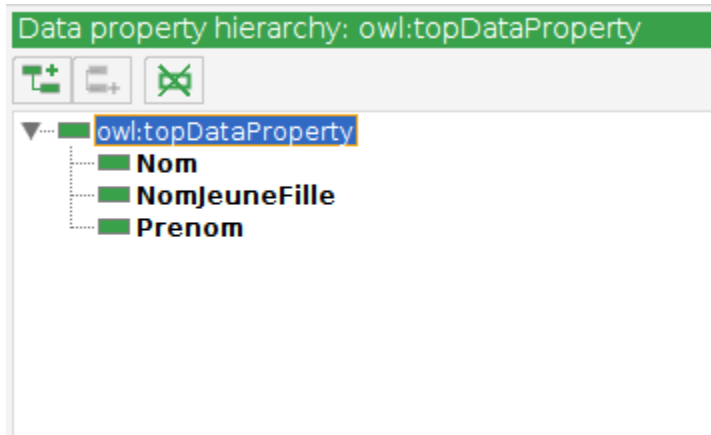 Data property hierarchy: owl:topDataProperty
owl:topDataProperty
Nom
NomJeuneFille
Prenom